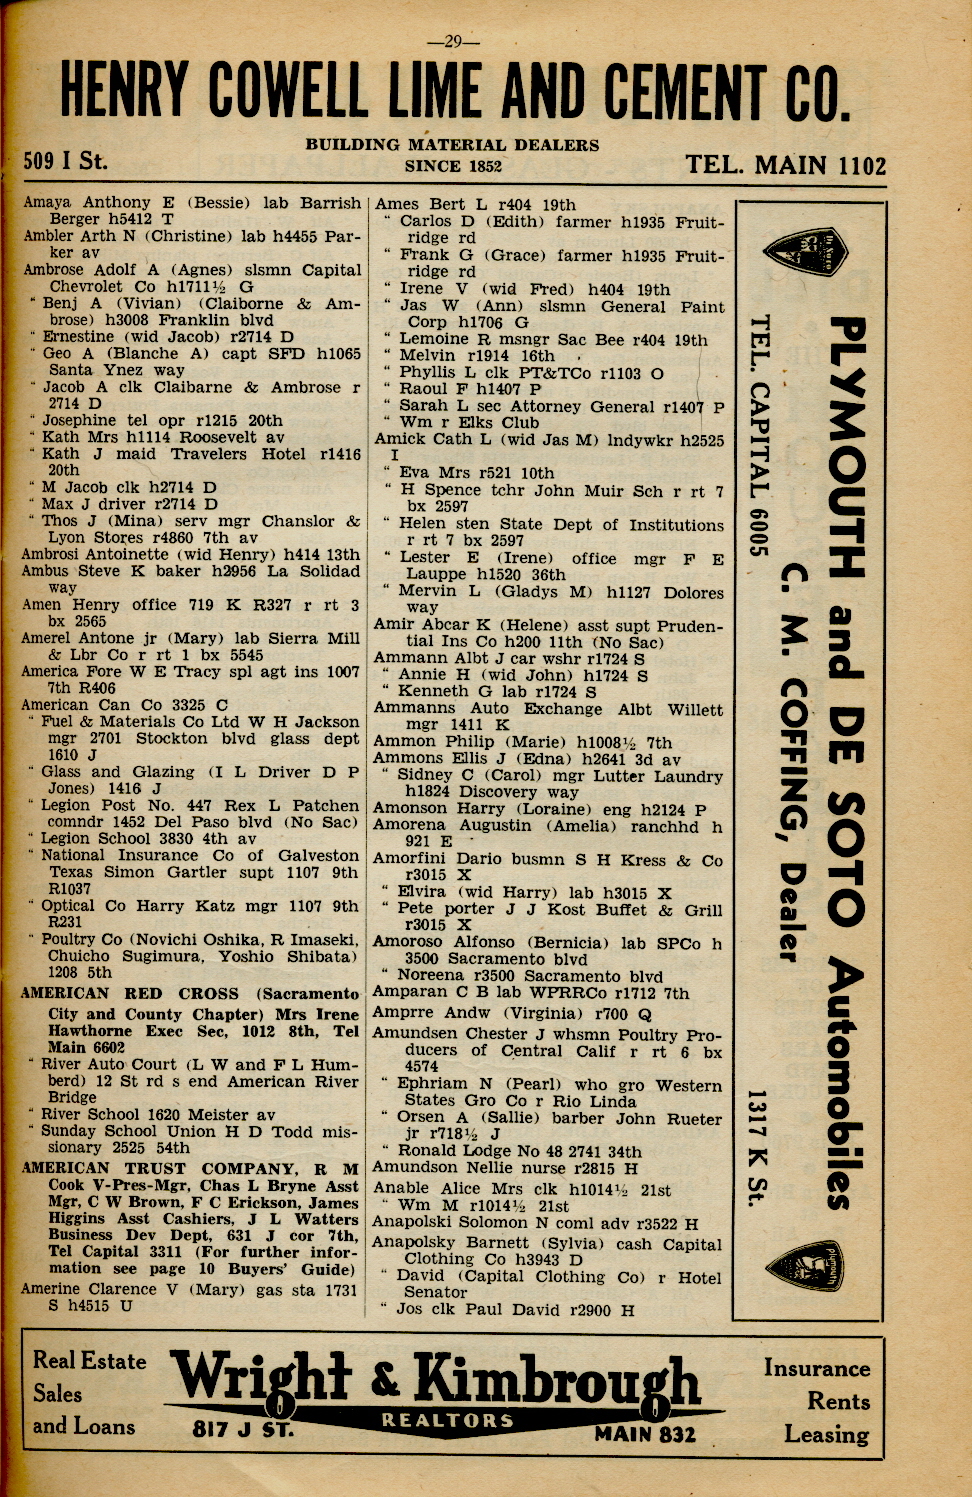 —29—
HENRY COWELL LIME AND CEMENT CO.
BUILDING MATERIAL DEALERS
509 I St.
SINCE 1852
TEL. MAIN 1102
Amaya Anthony E (Bessie) lab Barrish
Berger h5412 T
Ambler Arth N (Christine) lab h4455 Par-
ker av
Ambrose Adolf A (Agnes) slsmn Capital
Chevrolet Co h1711½ G
" Benj A (Vivian) (Claiborne & Am-
brose) h3008 Franklin blvd
" Ernestine (wid Jacob) r2714 D
" Geo A (Blanche A) capt SFD h1065
Santa Ynez way
" Jacob A clk Claibarne & Ambrose r
2714 D
" Josephine tel opr r1215 20th
" Kath Mrs h1114 Roosevelt av
" Kath J maid Travelers Hotel r1416
20th
" M Jacob clk h2714 D
" Max J driver r2714 D
" Thos J (Mina) serv mgr Chanslor &
Lyon Stores r4860 7th av
Ambrosi Antoinette (wid Henry) h414 13th
Ambus Steve K baker h2956 La Solidad
way
Amen Henry office 719 K R327 r rt 3
bx 2565
Amerel Antone jr (Mary) lab Sierra Mill
& Lbr Co r rt 1 bx 5545
America Fore W E Tracy spl agt ins 1007
7th R406
American Can Co 3325 C
" Fuel & Materials Co Ltd W H Jackson
mgr 2701 Stockton blvd glass dept
1610 J
" Glass and Glazing (I L Driver D P
Jones) 1416 J
" Legion Post No. 447 Rex L Patchen
comndr 1452 Del Paso blvd (No Sac)
" Legion School 3830 4th av
" National Insurance Co of Galveston
Texas Simon Gartler supt 1107 9th
R1037
" Optical Co Harry Katz mgr 1107 9th
R231
" Poultry Co (Novichi Oshika, R Imaseki,
Chuicho Sugimura, Yoshio Shibata)
1208 5th
AMERICAN RED CROSS (Sacramento
City and County Chapter) Mrs Irene
Hawthorne Exec Sec, 1012 8th, Tel
Main 6602
" River Auto Court (L W and F L Hum-
berd) 12 St rd s end American River
Bridge
" River School 1620 Meister av
" Sunday School Union H D Todd mis-
sionary 2525 54th
AMERICAN TRUST COMPANY, R M
Cook V-Pres-Mgr, Chas L Bryne Asst
Mgr, C W Brown, F C Erickson, James
Higgins Asst Cashiers, J L Watters
Business Dev Dept, 631 J cor 7th,
Tel Capital 3311 (For further infor-
mation see page 10 Buyers' Guide)
Amerine Clarence V (Mary) gas sta 1731
S h4515 U
Ames Bert L r404 19th
" Carlos D (Edith) farmer h1935 Fruit-
ridge rd
Frank G (Grace) farmer h1935 Fruit-
ridge rd
" Irene V (wid Fred) h404 19th
" Jas W (Ann) slsmn General Paint
Corp h1706 G
" Lemoine R msngr Sac Bee r404 19th
" Melvin r1914 16th
" Phyllis L clk PT&TCo r1103 O
" Raoul F h1407 P
" Sarah L sec Attorney General r1407 P
" Wm r Elks Club
Amick Cath L (wid Jas M) lndywkr h2525
I
" Eva Mrs r521 10th
" H Spence tchr John Muir Sch r rt 7
bx 2597
" Helen sten State Dept of Institutions
r rt 7 bx 2597
" Lester E (Irene) office mgr F E
Lauppe h1520 36th
" Mervin L (Gladys M) h1127 Dolores
way
Amir Abcar K (Helene) asst supt Pruden-
tial Ins Co h200 11th (No Sac)
Ammann Albt J car wshr r1724 S
" Annie H (wid John) h1724 S
" Kenneth G lab r1724 S
Ammanns Auto Exchange Albt Willett
mgr 1411 K
Ammon Philip (Marie) h1008½ 7th
Ammons Ellis J (Edna) h2641 3d av
" Sidney C (Carol) mgr Lutter Laundry
h1824 Discovery way
Amonson Harry (Loraine) eng h2124 P
Amorena Augustin (Amelia) ranchhd h
921 E
Amorfini Dario busmn S H Kress & Co
r3015 X
" Elvira (wid Harry) lab h3015 X
" Pete porter J J Kost Buffet & Grill
r3015 X
Amoroso Alfonso (Bernicia) lab SPCo h
3500 Sacramento blvd
" Noreena r3500 Sacramento blvd
Amparan C B lab WPRRCo r1712 7th
Amprre Andw (Virginia) r700 Q
Amundsen Chester J whsmn Poultry Pro-
ducers of Central Calif r rt 6 bx
4574
" Ephriam N (Pearl) who gro Western
States Gro Co r Rio Linda
" Orsen A (Sallie) barber John Rueter
jr r718½ J
" Ronald Lodge No 48 2741 34th
Amundson Nellie nurse r2815 H
Anable Alice Mrs clk h1014½ 21st
" Wm M r1014½ 21st
Anapolski Solomon N coml adv r3522 H
Anapolsky Barnett (Sylvia) cash Capital
Clothing Co h3943 D
" David (Capital Clothing Co) r Hotel
Senator
" Jos clk Paul David r2900 H
De Soto
PLYMOUTH and DE SOTO Automobiles
C. M. COFFING, Dealer
TEL. CAPITAL 6005
1317 K St.
Plymouth
Real Estate
Sales
and Loans
Wright & Kimbrough
REALTORS
817 J ST.
MAIN 832
Insurance
Rents
Leasing